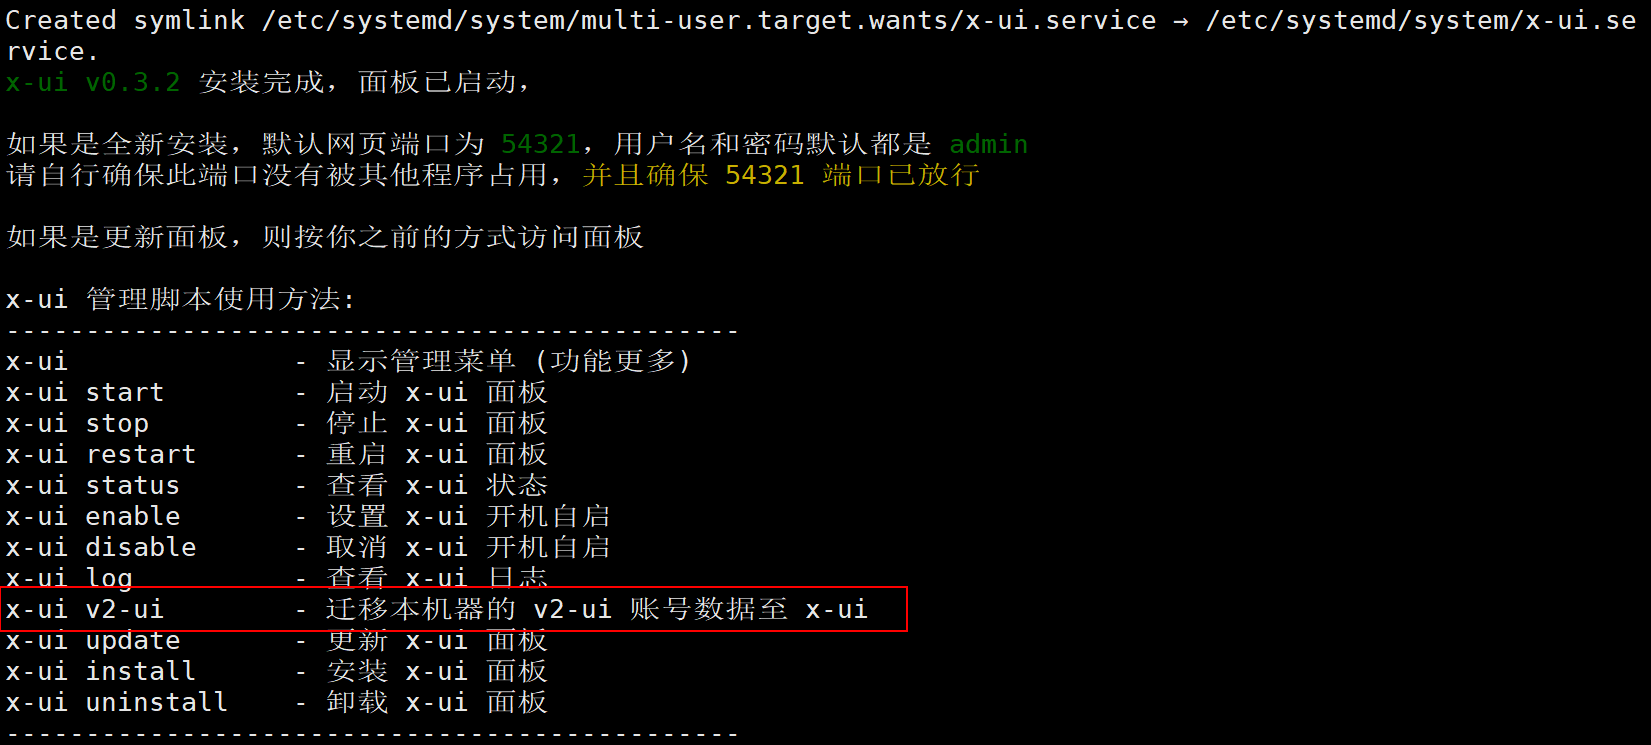 Created symlink /etc/systemd/system/multi-user.target.wants/x-ui.service → /etc/systemd/system/x-ui.se
rvice.
x-ui v0.3.2 安装完成，面板已启动，
如果是全新安装，默认网页端口为 54321，用户名和密码默认都是 admin
请自行确保此端口没有被其他程序占用，并且确保 54321 端口已放行
如果是更新面板，则按你之前的方式访问面板
x-ui 管理脚本使用方法:
----------------------------------------------
x-ui              - 显示管理菜单 (功能更多)
x-ui start        - 启动 x-ui 面板
x-ui stop         - 停止 x-ui 面板
x-ui restart      - 重启 x-ui 面板
x-ui status       - 查看 x-ui 状态
x-ui enable       - 设置 x-ui 开机自启
x-ui disable      - 取消 x-ui 开机自启
x-ui log          - 查看 x-ui 日志
x-ui v2-ui        - 迁移本机器的 v2-ui 账号数据至 x-ui
x-ui update       - 更新 x-ui 面板
x-ui install      - 安装 x-ui 面板
x-ui uninstall    - 卸载 x-ui 面板
----------------------------------------------